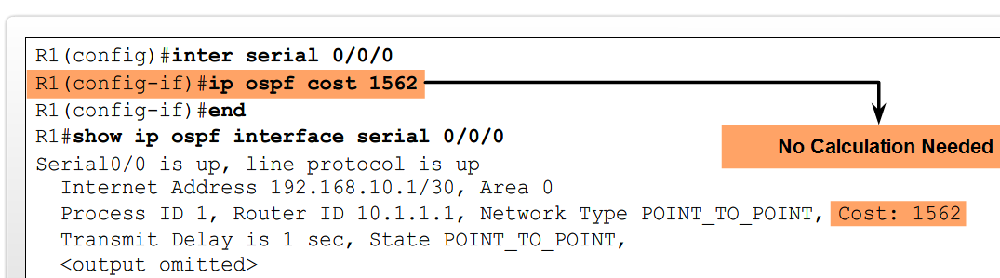 R1(config)#inter serial 0/0/0
R1(config-if)#ip ospf cost 1562
R1(config-if)#end
R1#show ip ospf interface serial 0/0/0
No Calculation Needed
Serial0/0 is up, line protocol is up
Internet Address 192.168.10.1/30, Area 0
Process ID 1, Router ID 10.1.1.1, Network Type POINT_TO_POINT, Cost: 1562
Transmit Delay is 1 sec, State POINT_TO_POINT,
<output omitted>